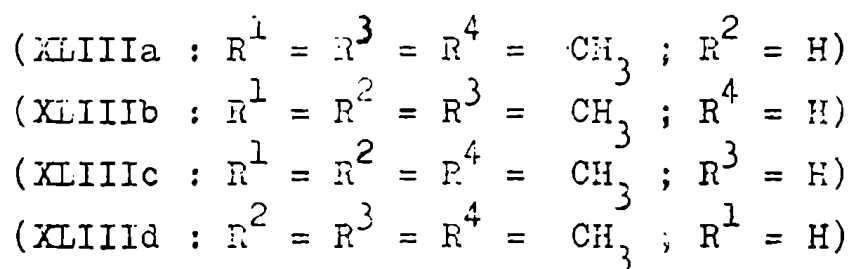 (XLIIIa : R¹ = R³ = R⁴ = CH₃ ; R² = H)
(XLIIIb : R¹ = R² = R³ = CH₃ ; R⁴ = H)
(XLIIIc : R¹ = R² = R⁴ = CH₃ ; R³ = H)
(XLIIId : R² = R³ = R⁴ = CH₃ ; R¹ = H)